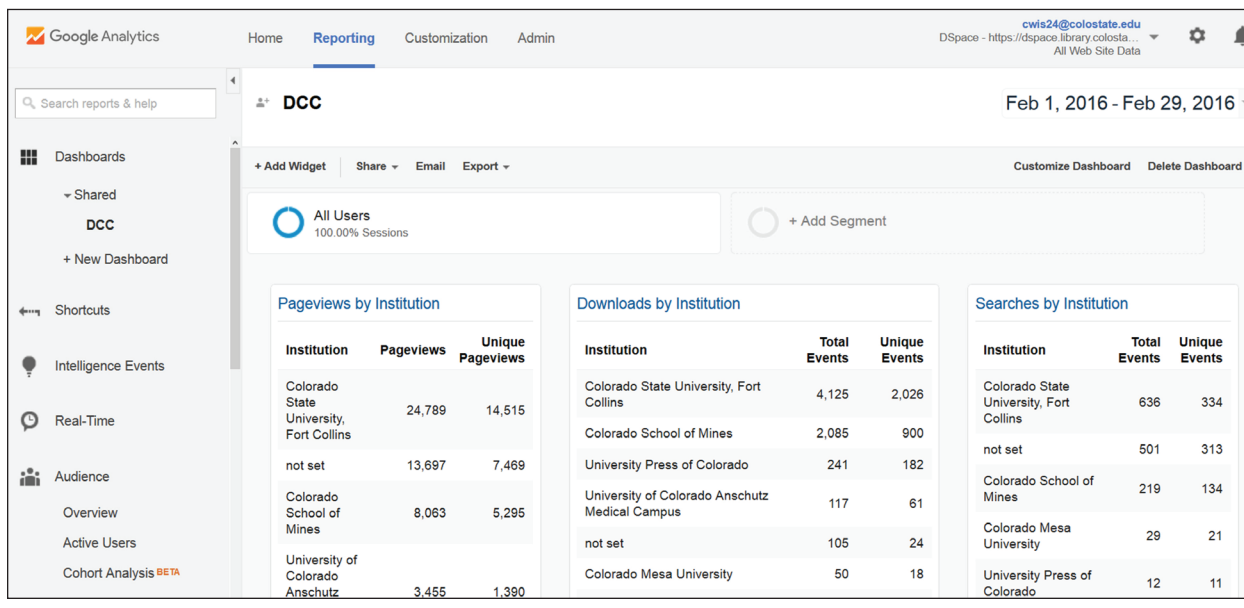 Google Analytics
Home Reporting Customization Admin
cwis24@colostate.edu
DSpace - https://dspace.library.colosta...
All Web Site Data
Search reports & help
DCC
Feb 1, 2016 - Feb 29, 2016
Dashboards
Shared
DCC
+ New Dashboard
Shortcuts
Intelligence Events
Real-Time
Audience
Overview
Active Users
Cohort Analysis BETA
+ Add Widget Share Email Export Customize Dashboard Delete Dashboard
All Users
100.00% Sessions
+ Add Segment
Pageviews by Institution
Institution Pageviews Unique
Pageviews
Colorado
State
University, 24,789 14,515
Fort Collins
not set 13,697 7,469
Colorado
School of 8,063 5,295
Mines
University of
Colorado
Anschutz 3,455 1,390
Downloads by Institution
Institution Total
Events Unique
Events
Colorado State University, Fort
Collins 4,125 2,026
Colorado School of Mines 2,085 900
University Press of Colorado 241 182
University of Colorado Anschutz
Medical Campus 117 61
not set 105 24
Colorado Mesa University 50 18
Searches by Institution
Institution Total
Events Unique
Events
Colorado State
University, Fort 636 334
Collins
not set 501 313
Colorado School of
Mines 219 134
Colorado Mesa
University 29 21
University Press of
Colorado 12 11